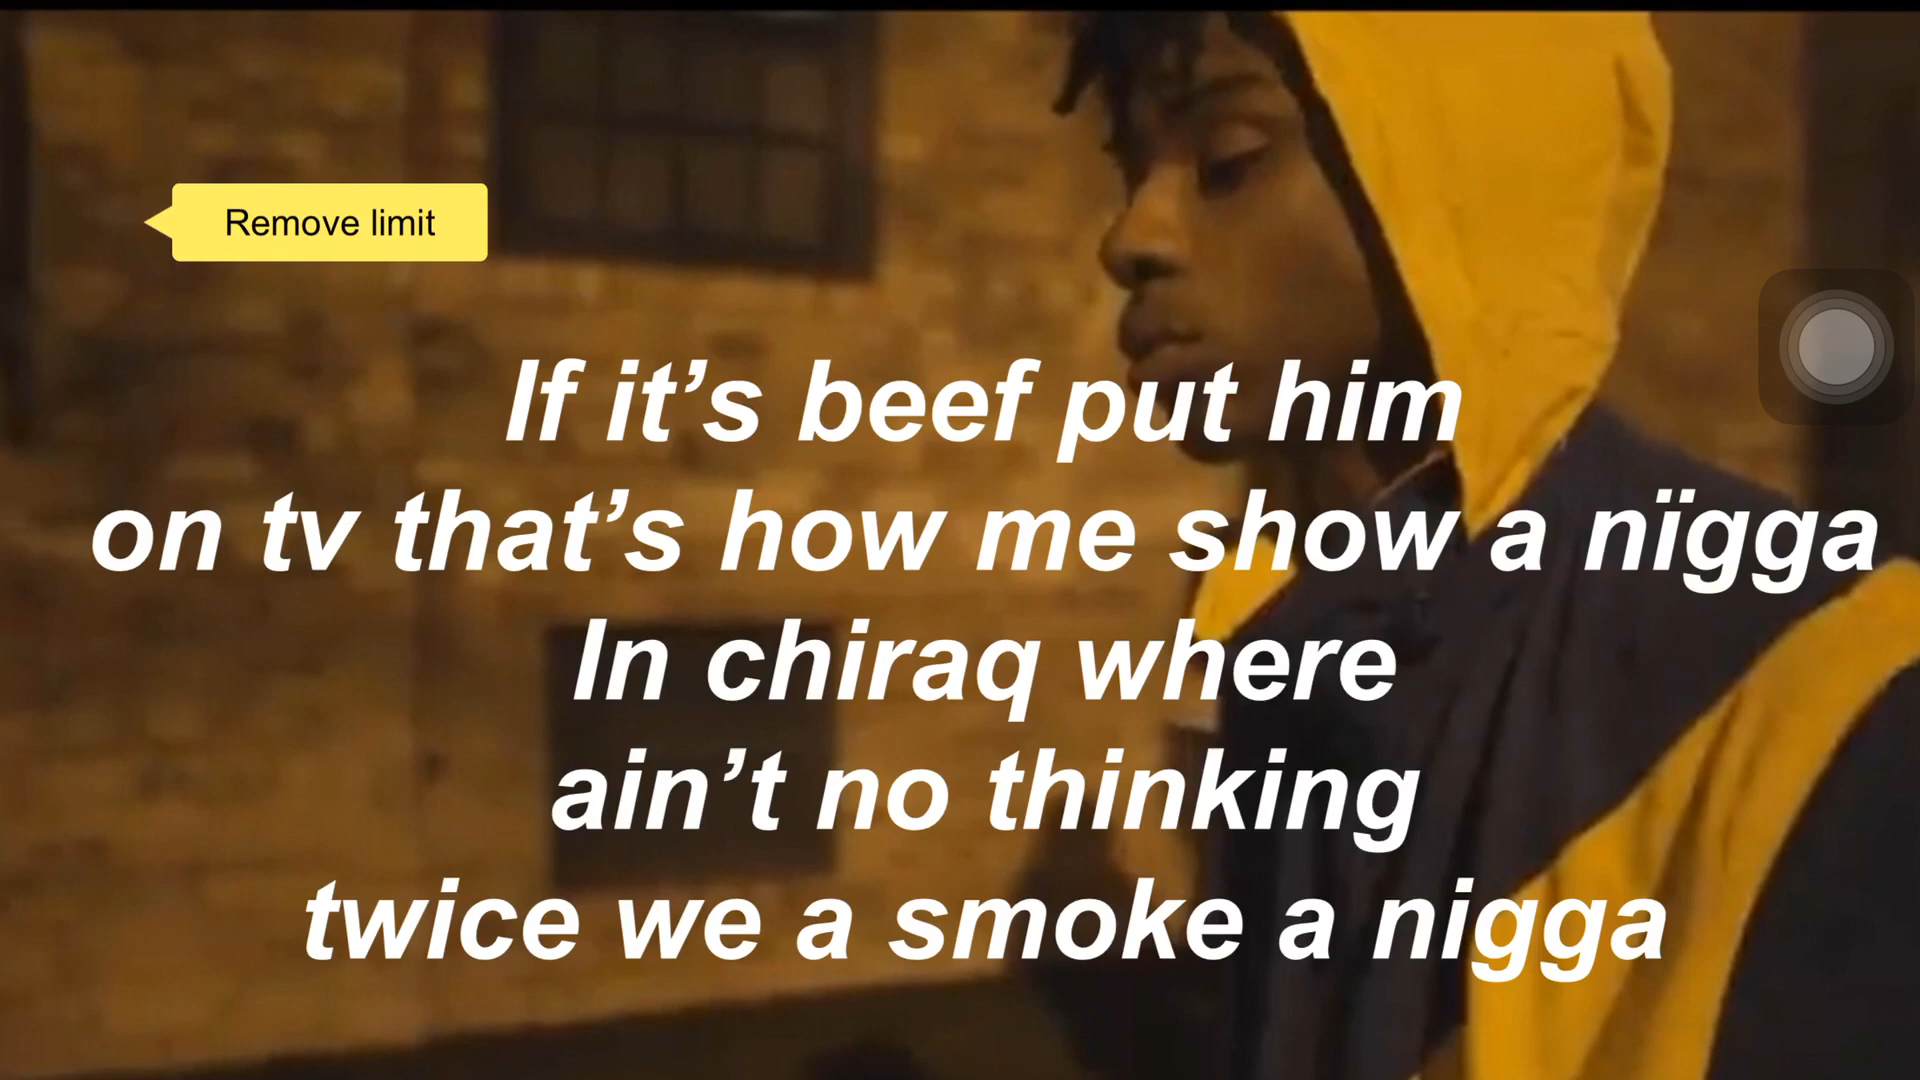 Remove limit
If it’s beef put him
on tv that’s how me show a nïgga
In chiraq where
ain’t no thinking
twice we a smoke a nigga